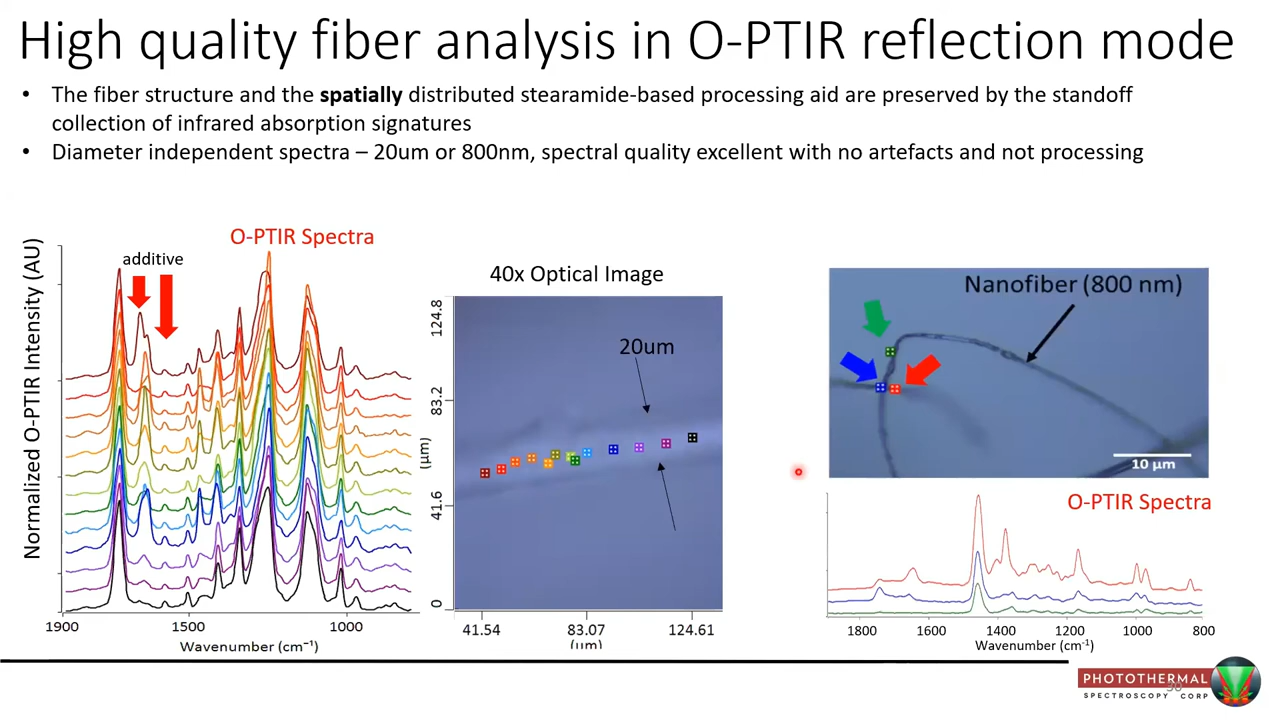 High quality fiber analysis in O-PTIR reflection mode
• The fiber structure and the spatially distributed stearamide-based processing aid are preserved by the standoff
collection of infrared absorption signatures
• Diameter independent spectra – 20um or 800nm, spectral quality excellent with no artefacts and not processing
Normalized O-PTIR Intensity (AU)
O-PTIR Spectra
additive
1900 1500 1000
Wavenumber (cm⁻¹)
40x Optical Image
20um
124.8
83.2
(µm)
41.6
0
41.54 83.07 124.61
(µm)
Nanofiber (800 nm)
10 µm
O-PTIR Spectra
1800 1600 1400 1200 1000 800
Wavenumber (cm⁻¹)
PHOTOTHERMAL
SPECTROSCOPY CORP
30